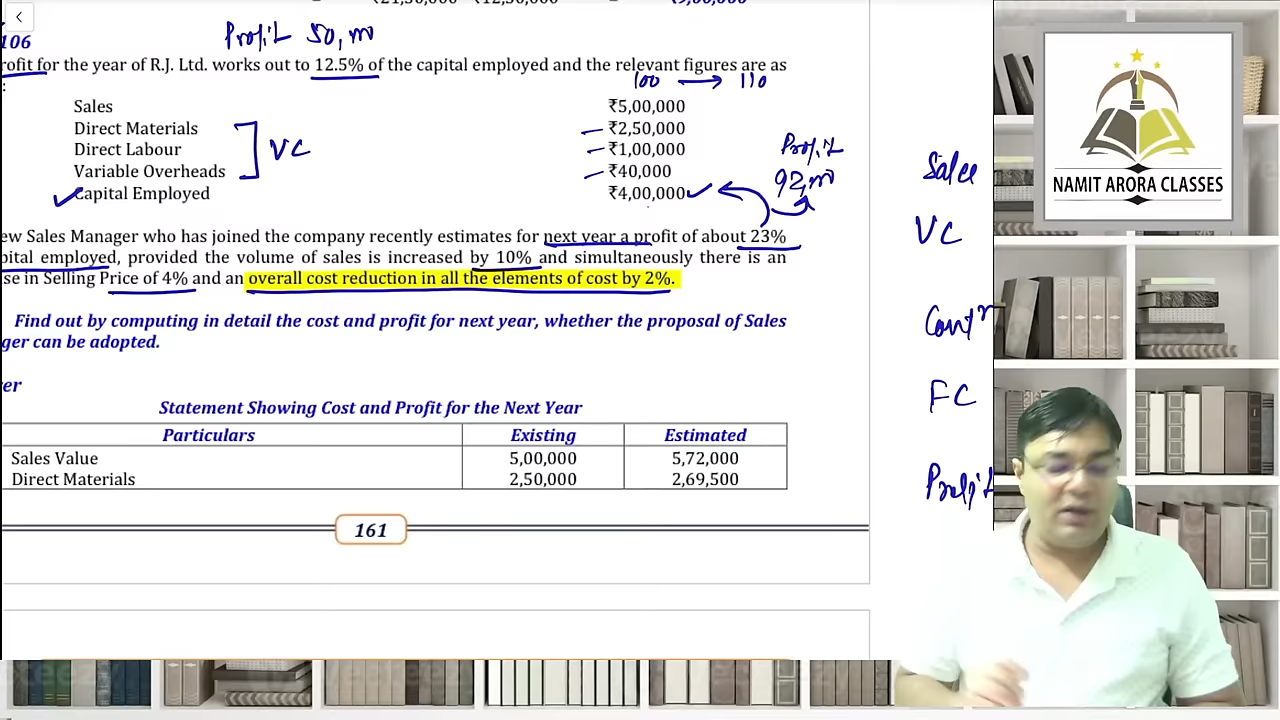 Profit 50,000
106
rofit for the year of R.J. Ltd. works out to 12.5% of the capital employed and the relevant figures are as
:
100 → 110
Sales ₹5,00,000
Direct Materials ₹2,50,000
Direct Labour ₹1,00,000
Variable Overheads ₹40,000
Capital Employed ₹4,00,000
VC
Profit
92,000
ew Sales Manager who has joined the company recently estimates for next year a profit of about 23%
pital employed, provided the volume of sales is increased by 10% and simultaneously there is an
se in Selling Price of 4% and an overall cost reduction in all the elements of cost by 2%.
Find out by computing in detail the cost and profit for next year, whether the proposal of Sales
ger can be adopted.
er
Statement Showing Cost and Profit for the Next Year
Particulars Existing Estimated
Sales Value 5,00,000 5,72,000
Direct Materials 2,50,000 2,69,500
161
Sales
VC
Contn
FC
Profit
NAMIT ARORA CLASSES